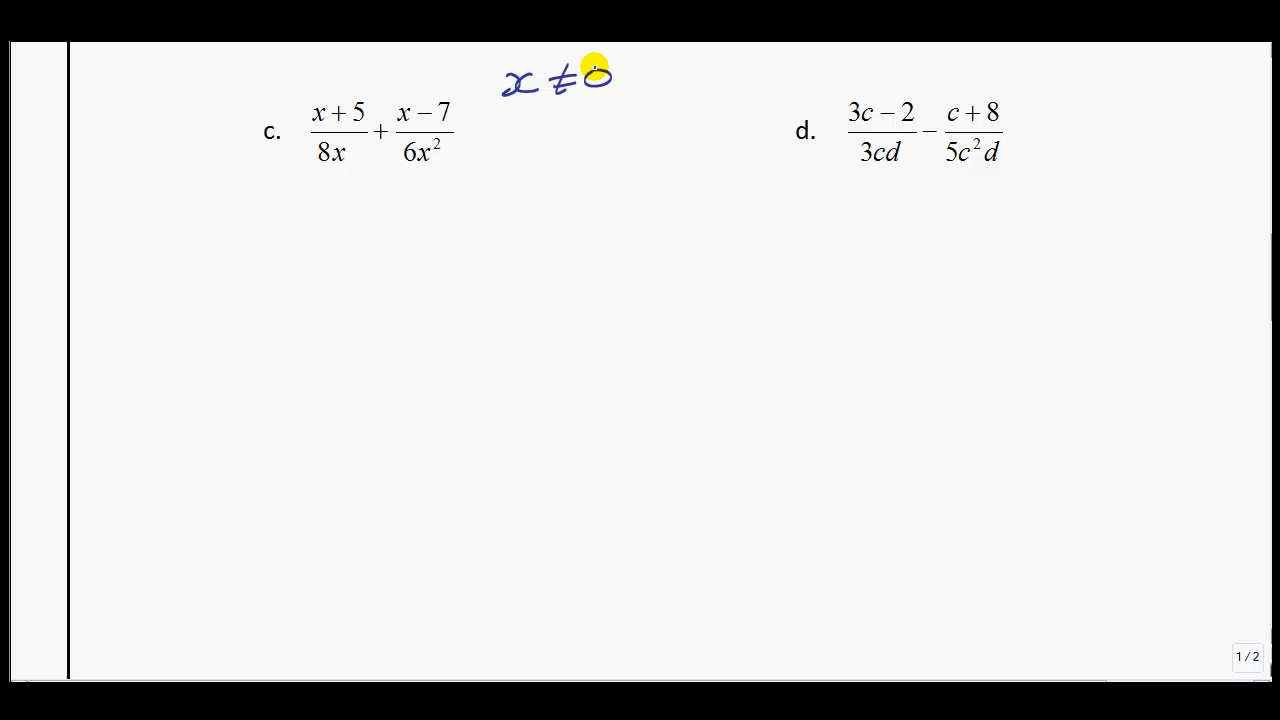 x ≠ 0
c. (x + 5)/(8x) + (x − 7)/(6x²)
d. (3c − 2)/(3cd) − (c + 8)/(5c²d)
1 / 2